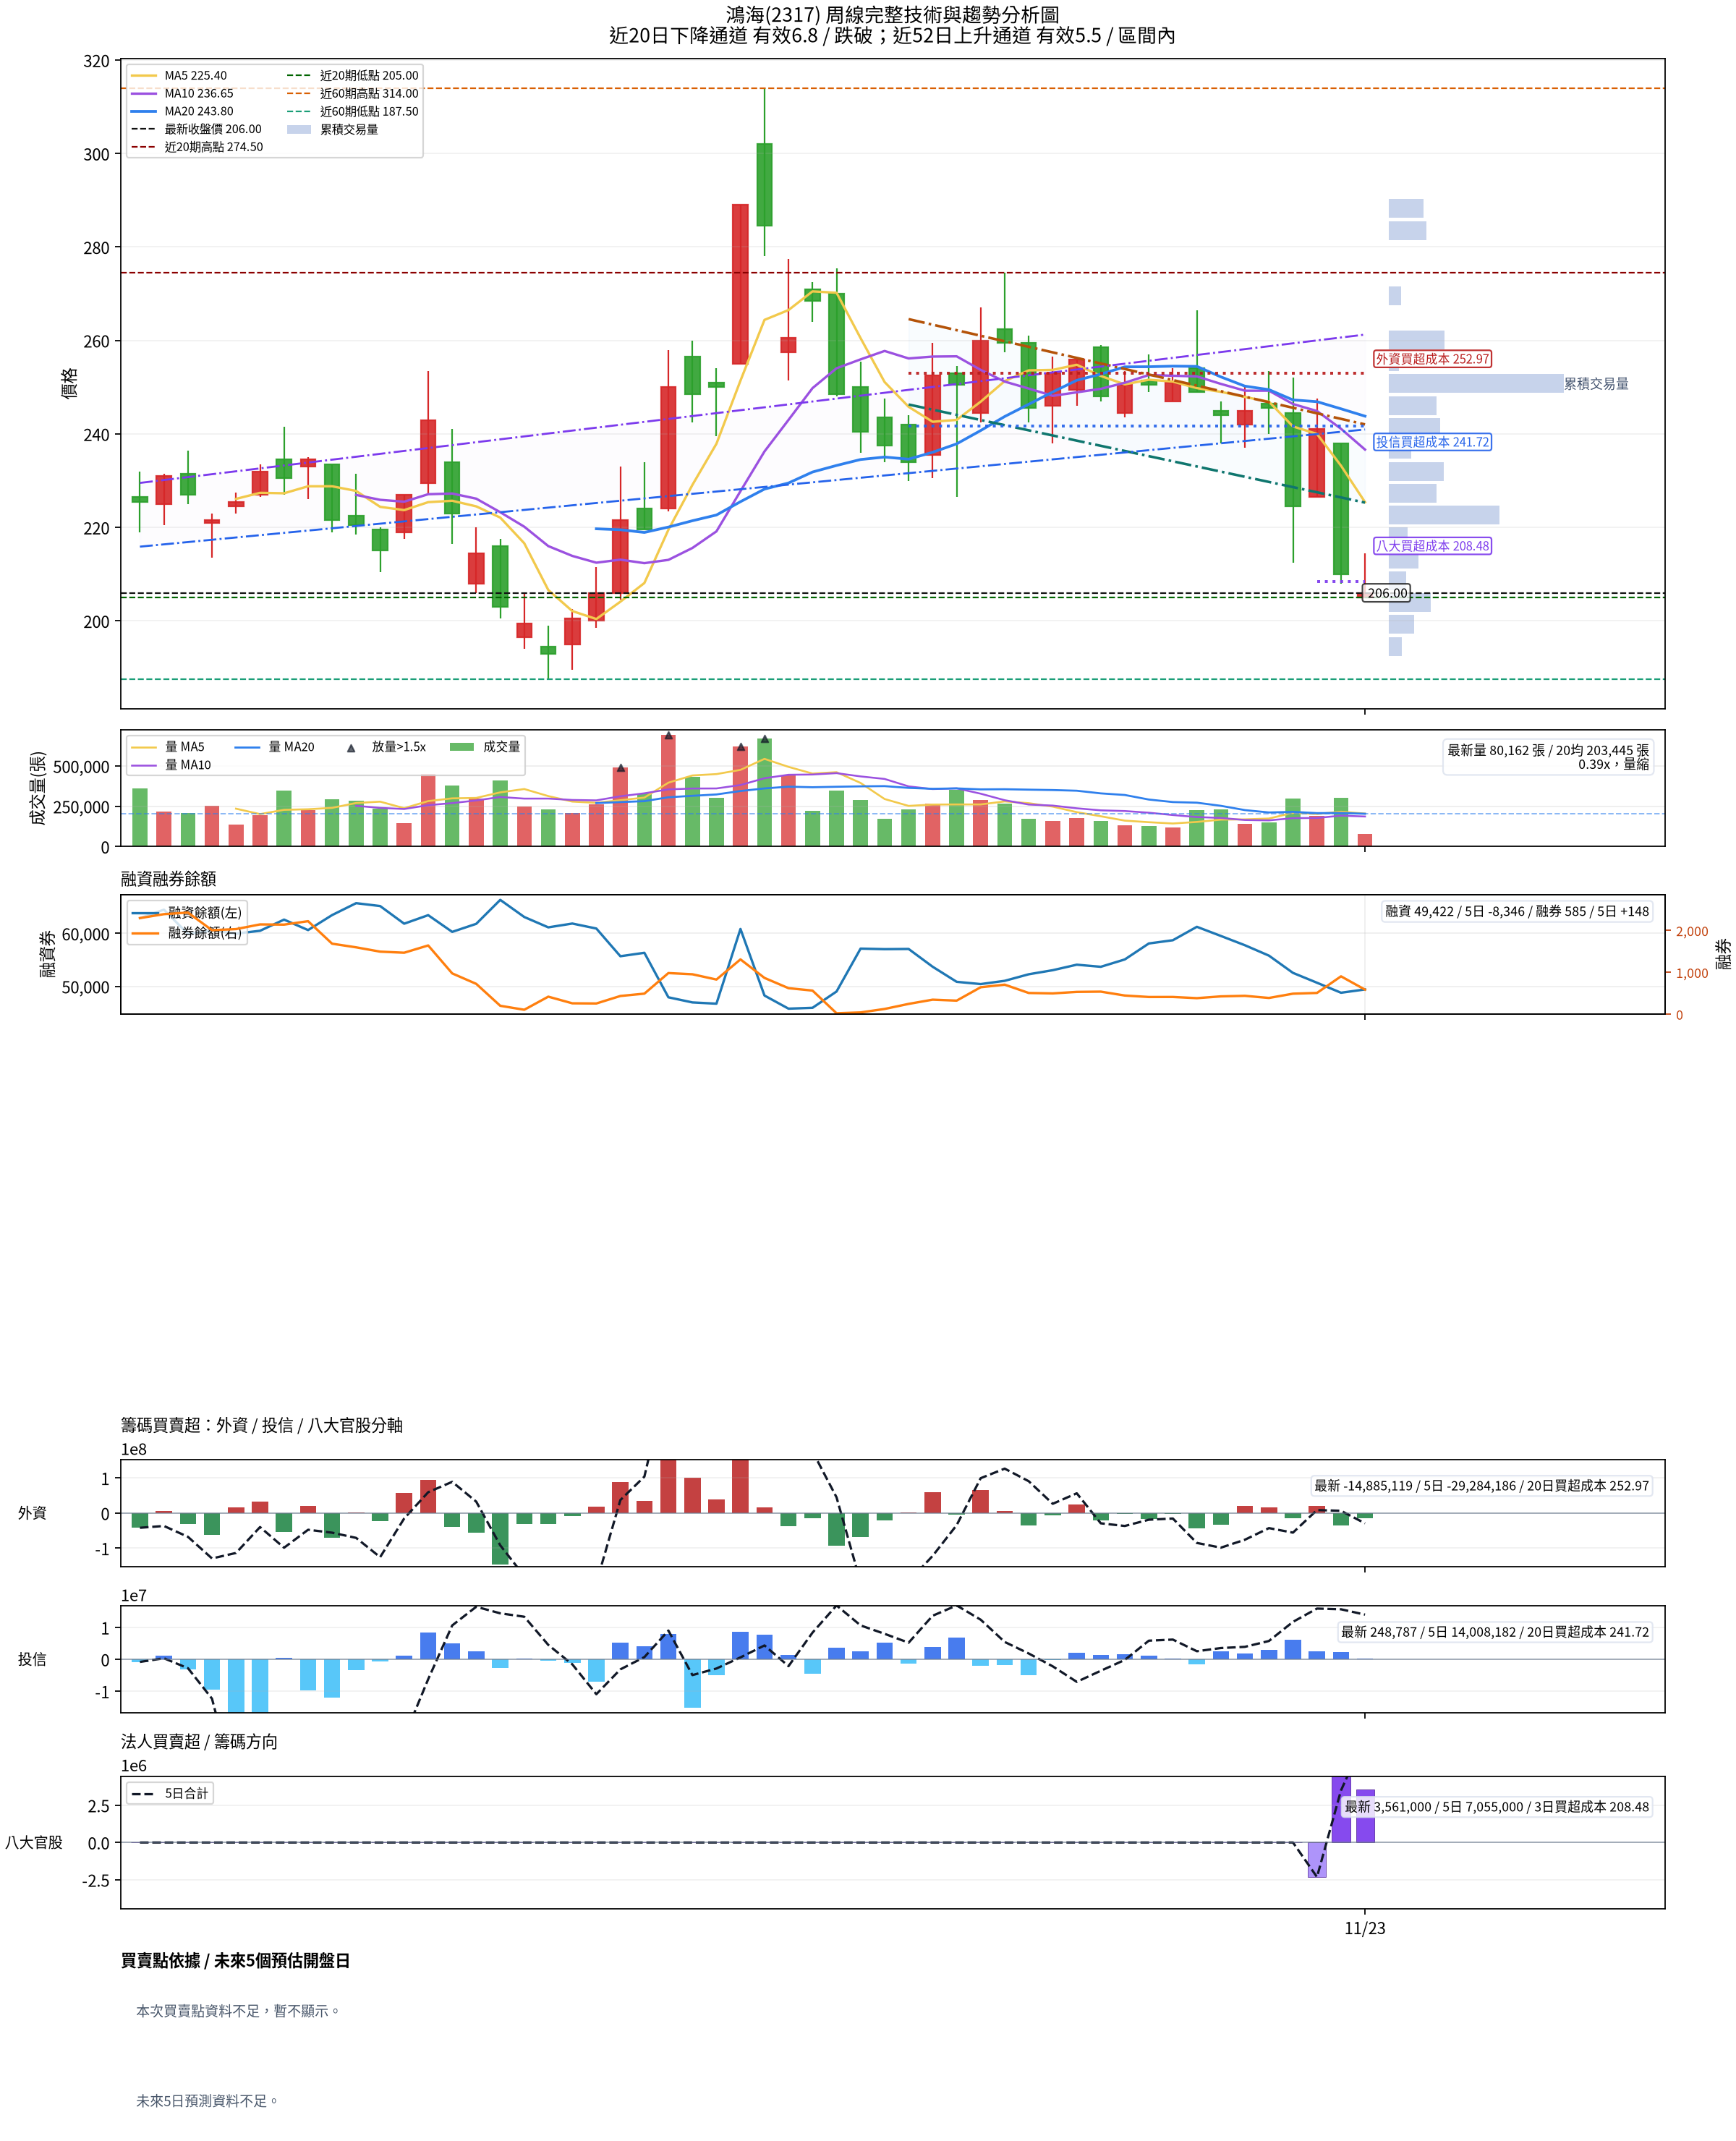 鴻海(2317) 周線完整技術與趨勢分析圖
近20日下降通道 有效6.8 / 跌破；近52日上升通道 有效5.5 / 區間內
MA5 225.40
MA10 236.65
MA20 243.80
最新收盤價 206.00
近20期高點 274.50
近20期低點 205.00
近60期高點 314.00
近60期低點 187.50
累積交易量
價格
320
300
280
260
240
220
200
外資買超成本 252.97
累積交易量
投信買超成本 241.72
八大買超成本 208.48
206.00
成交量(張)
500,000
250,000
0
量 MA5
量 MA10
量 MA20
放量>1.5x
成交量
最新量 80,162 張 / 20均 203,445 張
0.39x，量縮
融資融券餘額
融資券
60,000
50,000
融資餘額(左)
融券餘額(右)
融資 49,422 / 5日 -8,346 / 融券 585 / 5日 +148
2,000
1,000
0
融券
籌碼買賣超：外資 / 投信 / 八大官股分軸
1e8
外資
1
0
-1
最新 -14,885,119 / 5日 -29,284,186 / 20日買超成本 252.97
1e7
投信
1
0
-1
最新 248,787 / 5日 14,008,182 / 20日買超成本 241.72
法人買賣超 / 籌碼方向
1e6
八大官股
2.5
0.0
-2.5
5日合計
最新 3,561,000 / 5日 7,055,000 / 3日買超成本 208.48
11/23
買賣點依據 / 未來5個預估開盤日
本次買賣點資料不足，暫不顯示。
未來5日預測資料不足。